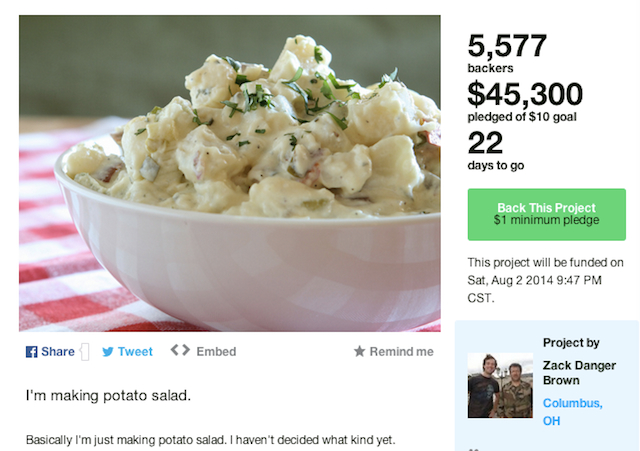 5,577
backers
$45,300
pledged of $10 goal
22
days to go
Back This Project
$1 minimum pledge
This project will be funded on
Sat, Aug 2 2014 9:47 PM
CST.
Share
Tweet
Embed
Remind me
Project by
Zack Danger
Brown
Columbus,
OH
I'm making potato salad.
Basically I'm just making potato salad. I haven't decided what kind yet.